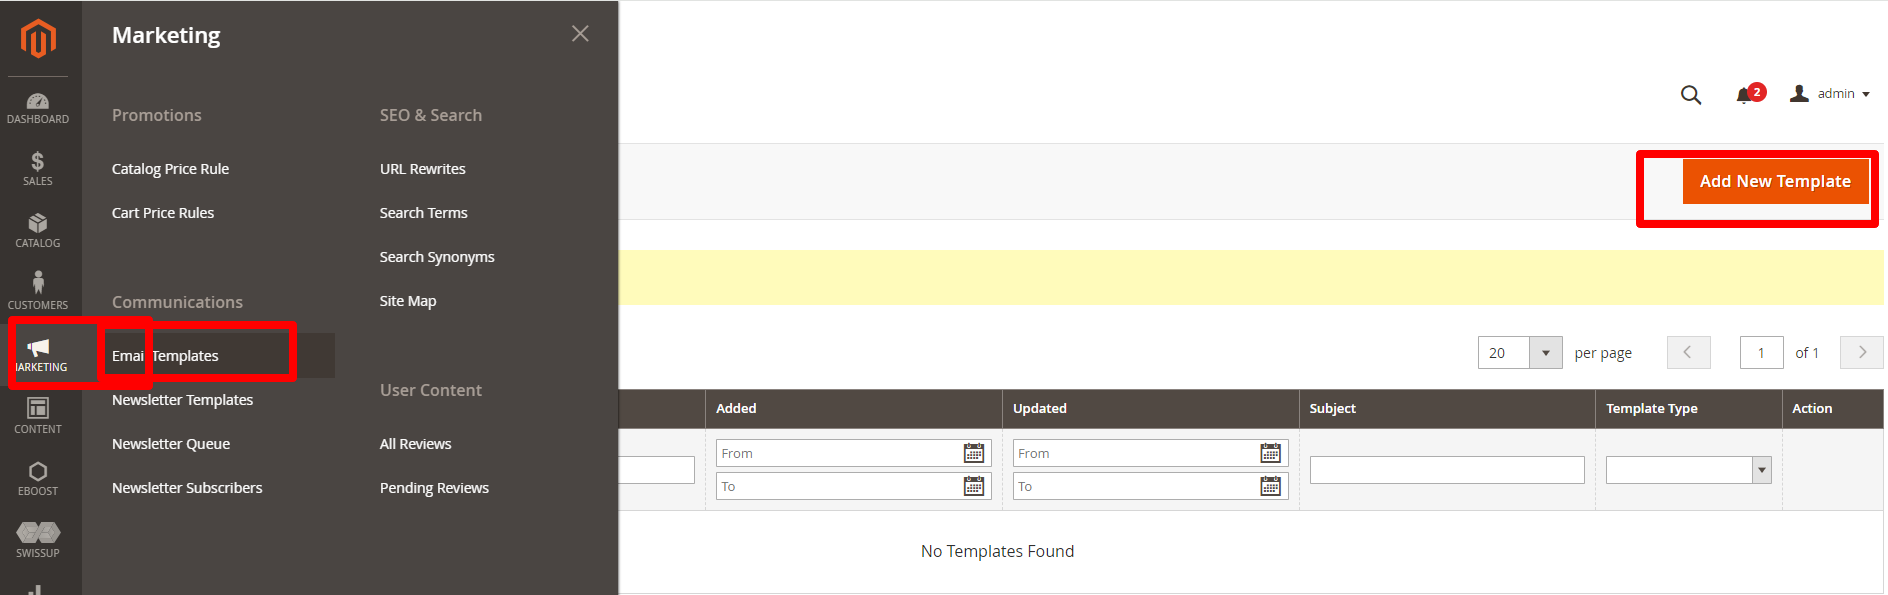 DASHBOARD
SALES
CATALOG
CUSTOMERS
MARKETING
CONTENT
EBOOST
SWISSUP
Marketing
Promotions
Catalog Price Rule
Cart Price Rules
Communications
Email Templates
Newsletter Templates
Newsletter Queue
Newsletter Subscribers
SEO & Search
URL Rewrites
Search Terms
Search Synonyms
Site Map
User Content
All Reviews
Pending Reviews
2
admin
Add New Template
20 per page 1 of 1
Added Updated Subject Template Type Action
From From
To To
No Templates Found